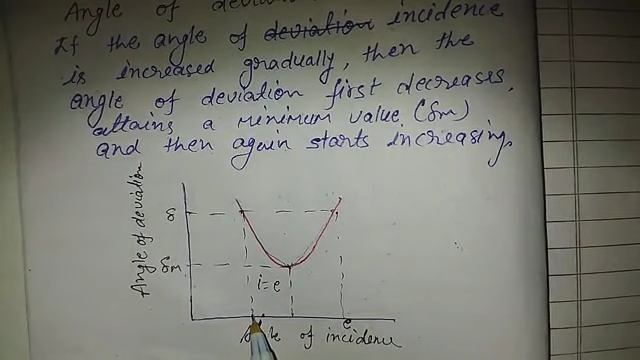 Angle of
If the angle of deviation incidence
is increased gradually, then the
angle of deviation first decreases,
attains a minimum value (δm)
and then again starts increasing.
Angle of deviation
δ
δm
i=e
e
of incidence